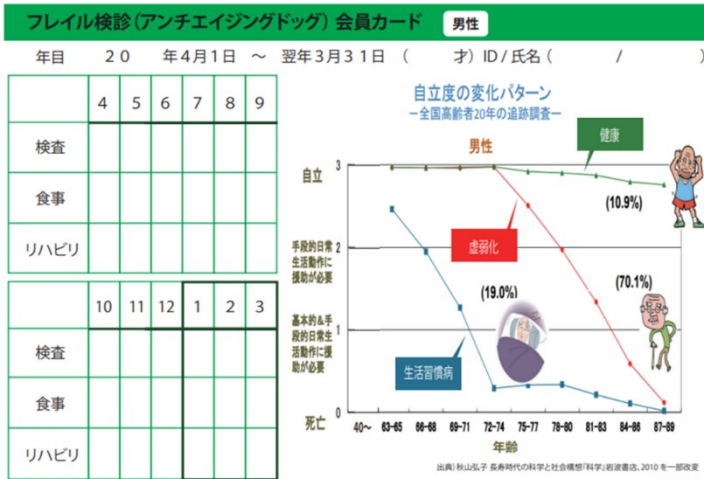 フレイル検診(アンチエイジングドッグ)会員カード 男性
年目 20 年4月1日 ～ 翌年3月31日 ( 才) ID/氏名( / )
4 5 6 7 8 9
検査
食事
リハビリ
10 11 12 1 2 3
検査
食事
リハビリ
自立度の変化パターン
－全国高齢者20年の追跡調査－
男性
健康
自立
3
(10.9%)
虚弱化
手段的日常
生活動作に
援助が必要
2
(70.1%)
(19.0%)
基本的&手
段的日常生
活動作に援
助が必要
1
生活習慣病
死亡
0
40～ 63-65 66-68 69-71 72-74 75-77 78-80 81-83 84-86 87-89
年齢
出典)秋山弘子 長寿時代の科学と社会構想『科学』岩波書店、2010 を一部改変